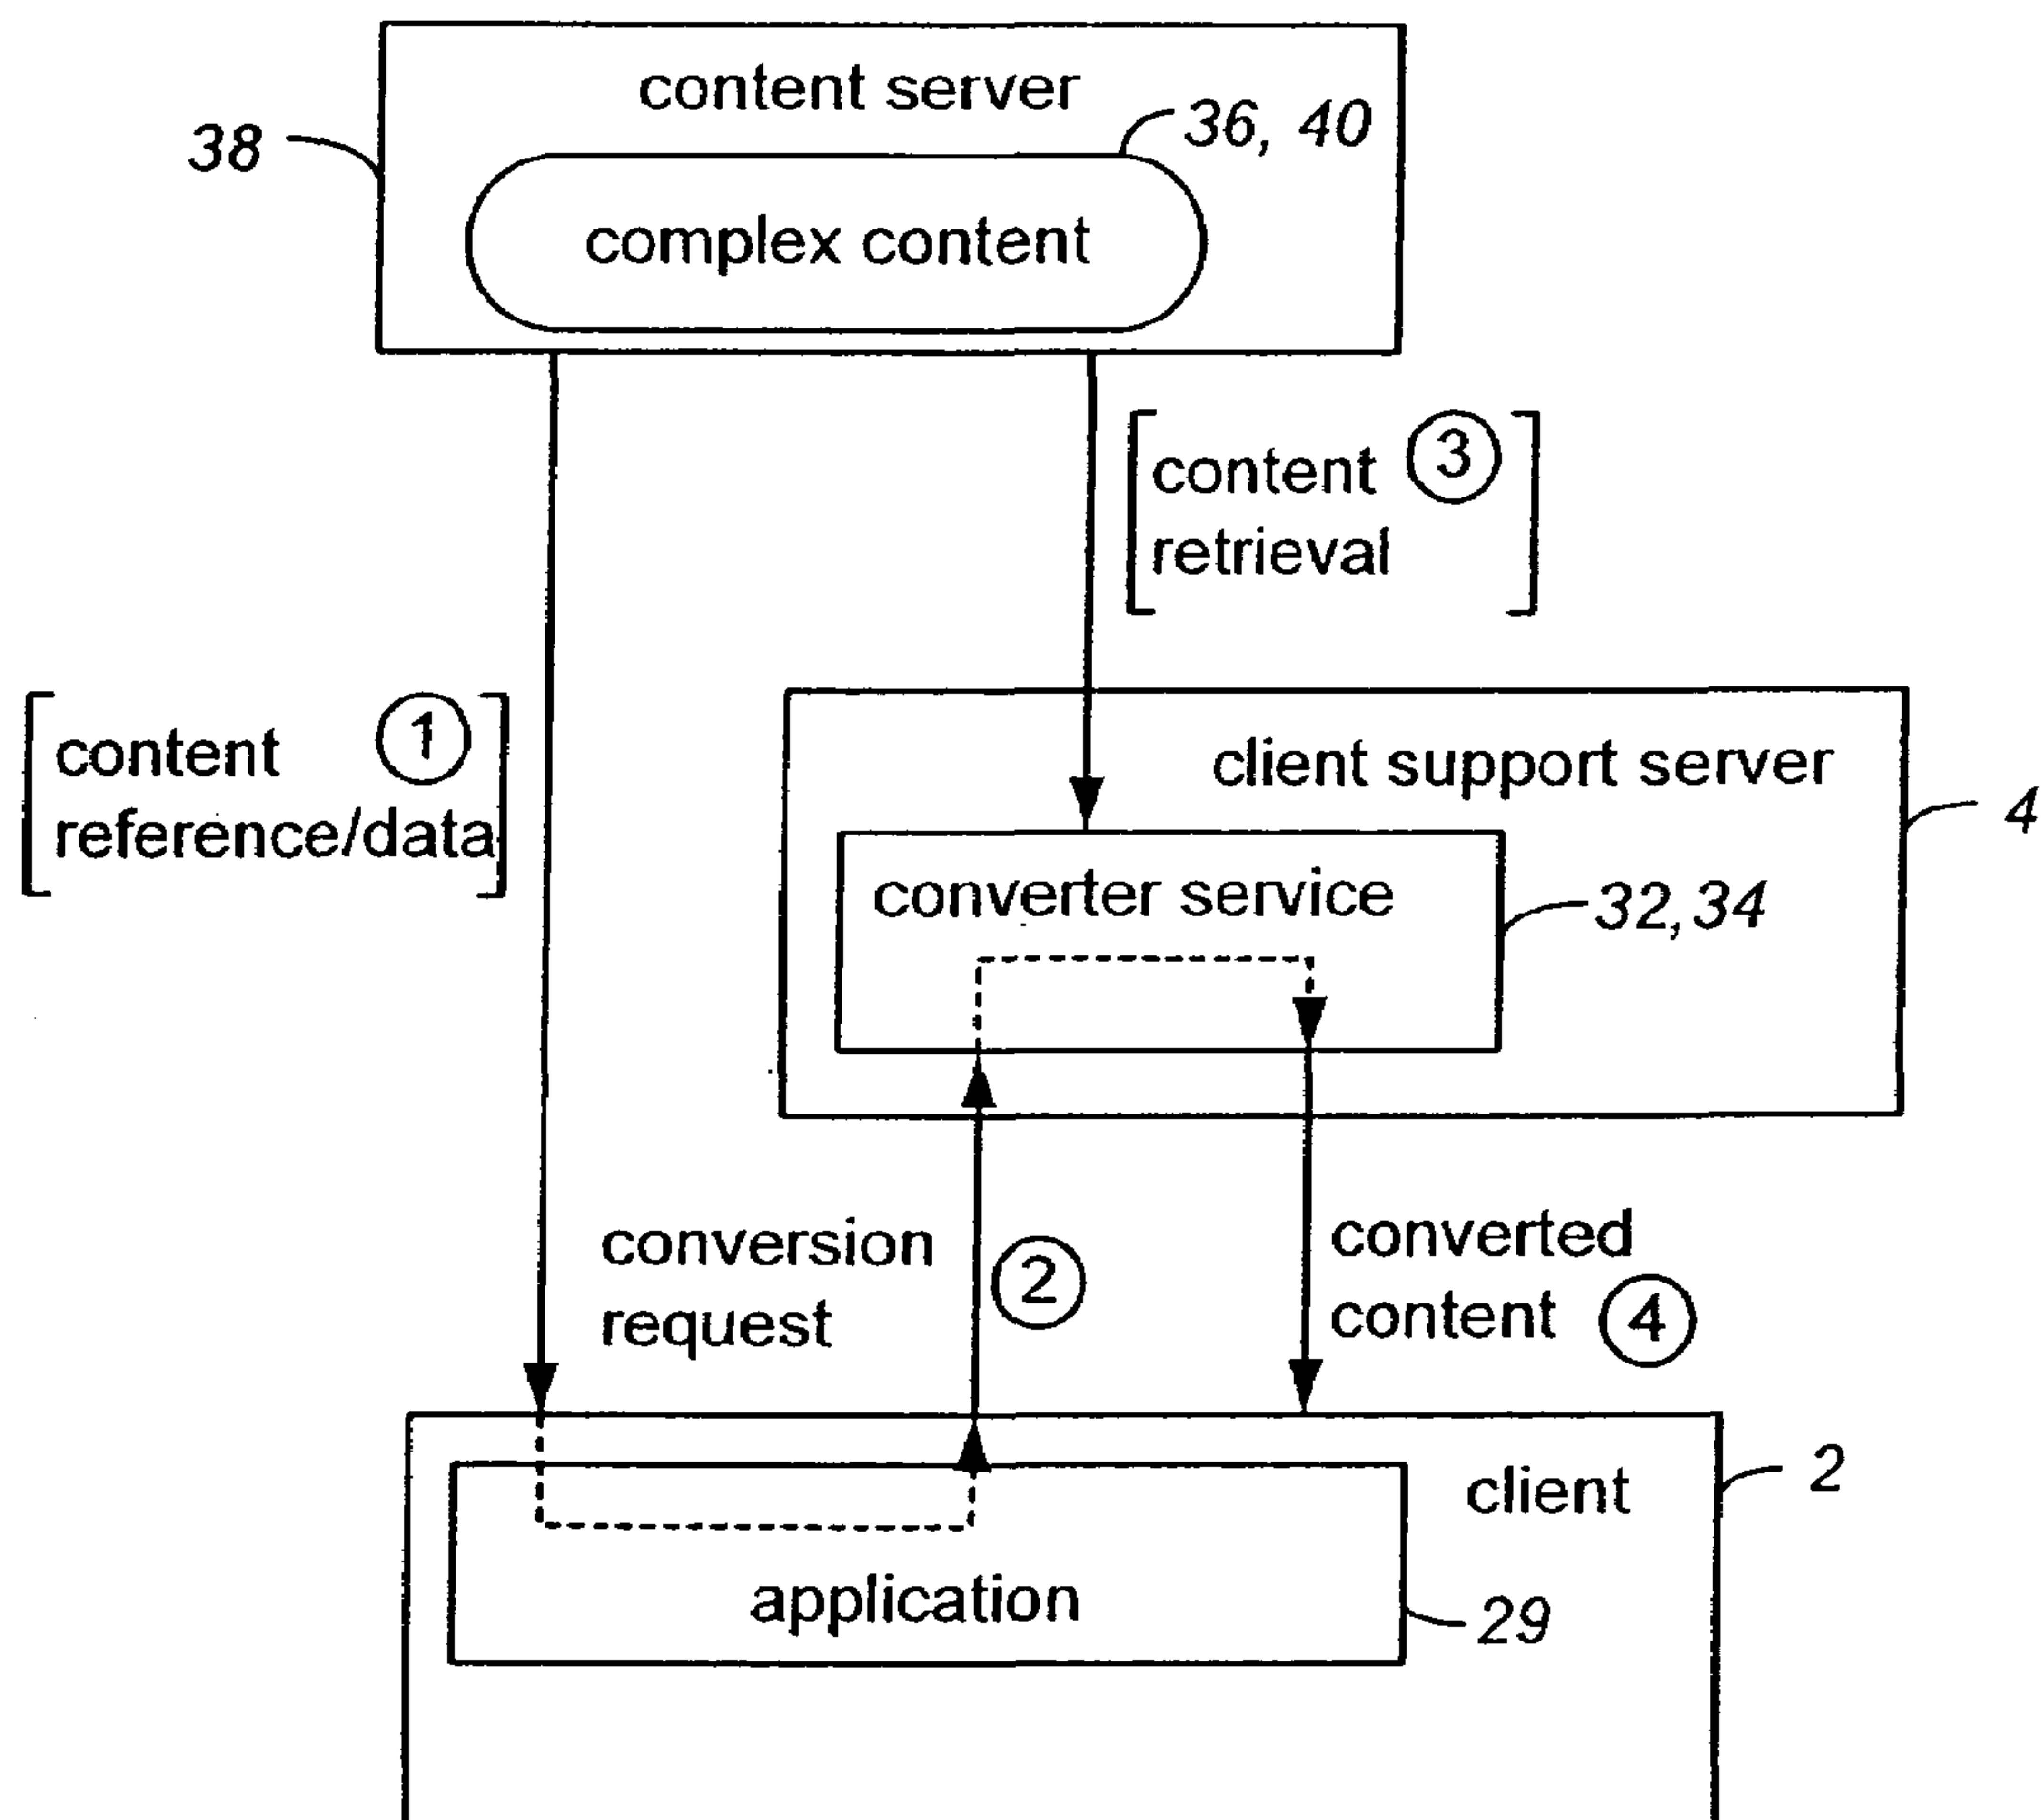 content server
36, 40
38
complex content
content 3
retrieval
content 1
reference/data
client support server
4
converter service
32,34
conversion
request
2
converted
content 4
client
2
application
29